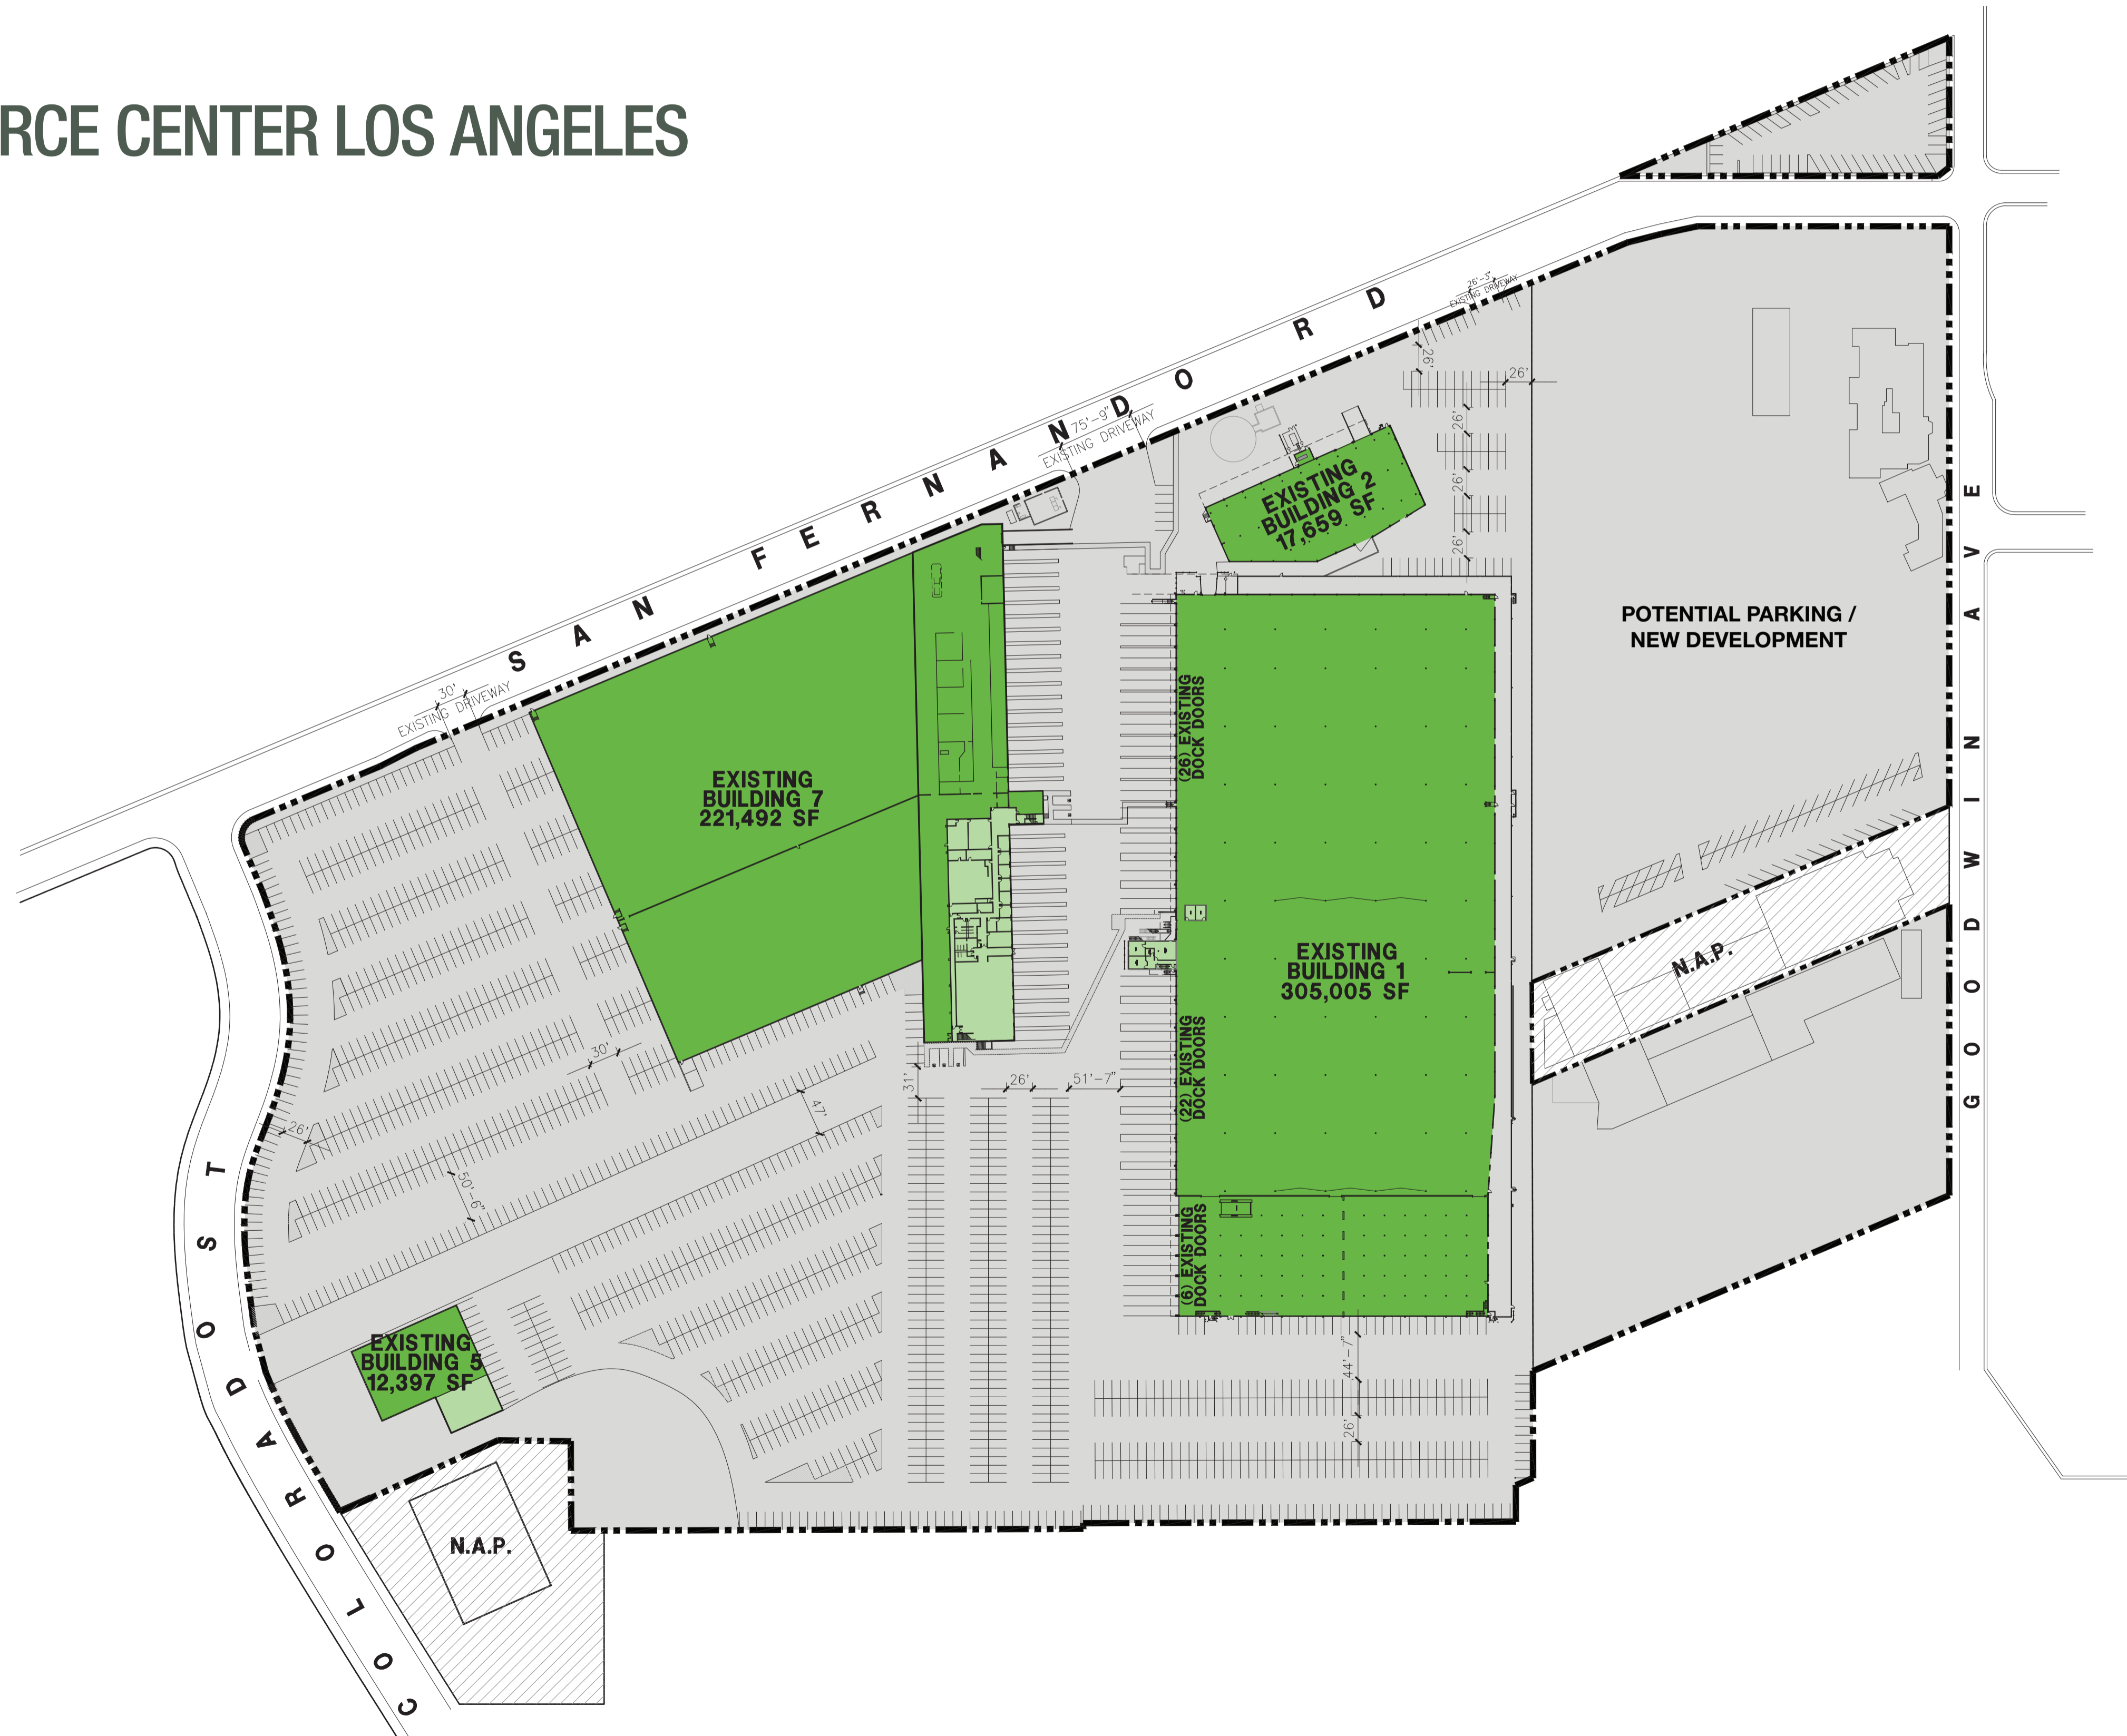 RCE CENTER LOS ANGELES
SAN FERNANDO RD
26'-3"
EXISTING DRIVEWAY
26'
26'
75'-9"
EXISTING DRIVEWAY
26'
26'
26'
EXISTING
BUILDING 2
17,659 SF
GOODWIN AVE
POTENTIAL PARKING /
NEW DEVELOPMENT
30'
EXISTING DRIVEWAY
(26) EXISTING
DOCK DOORS
EXISTING
BUILDING 7
221,492 SF
EXISTING
BUILDING 1
305,005 SF
N.A.P.
(22) EXISTING
DOCK DOORS
30'
31'
26'
51'-7"
47'
26'
50'-6"
(6) EXISTING
DOCK DOORS
COLORADO ST
EXISTING
BUILDING 5
12,397 SF
44'-7"
26'
N.A.P.